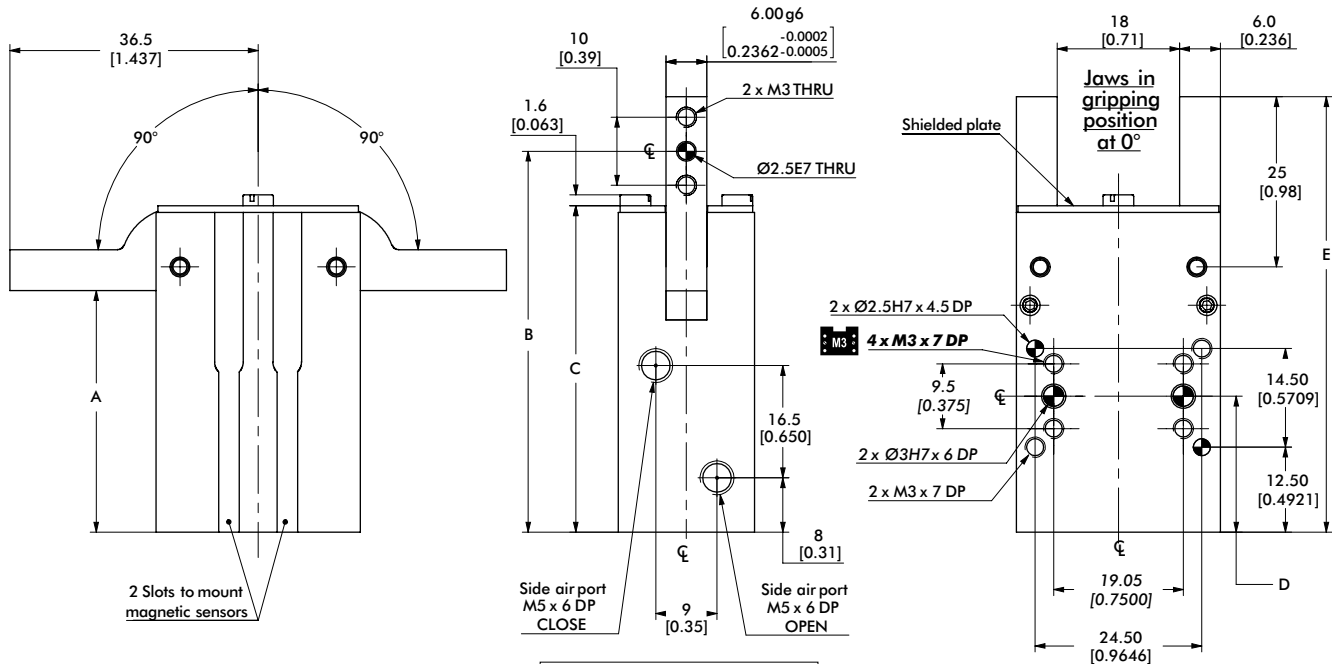 36.5
[1.437]
90°
90°
A
2 Slots to mount
magnetic sensors
6.00 g6
-0.0002
0.2362-0.0005
10
[0.39]
2 x M3 THRU
1.6
[0.063]
℄
Ø2.5E7 THRU
B
C
16.5
[0.650]
8
[0.31]
℄
Side air port
M5 x 6 DP
CLOSE
9
[0.35]
Side air port
M5 x 6 DP
OPEN
18
[0.71]
6.0
[0.236]
Jaws in
gripping
position
at 0°
Shielded plate
25
[0.98]
E
2 x Ø2.5H7 x 4.5 DP
M3
4 x M3 x 7 DP
9.5
[0.375]
℄
14.50
[0.5709]
2 x Ø3H7 x 6 DP
2 x M3 x 7 DP
12.50
[0.4921]
℄
D
19.05
[0.7500]
24.50
[0.9646]